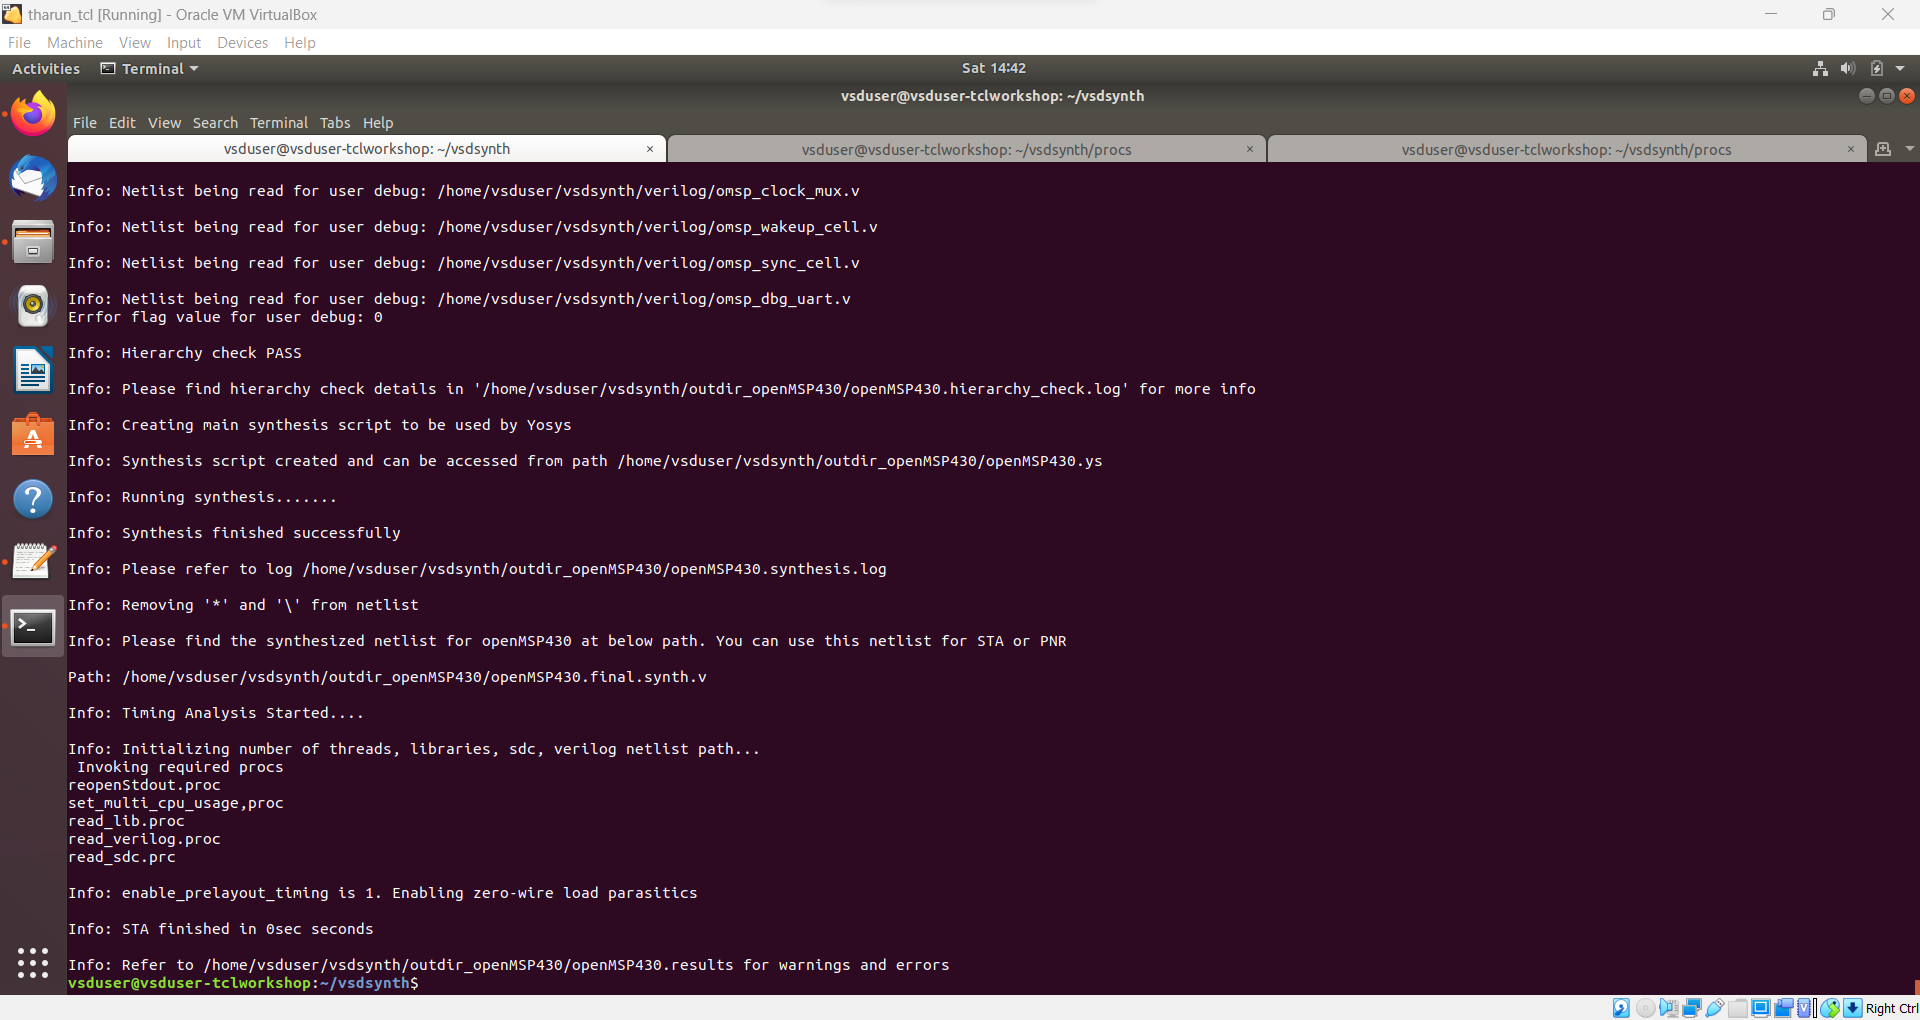 tharun_tcl [Running] - Oracle VM VirtualBox
File Machine View Input Devices Help
Activities Terminal Sat 14:42
vsduser@vsduser-tclworkshop: ~/vsdsynth
File Edit View Search Terminal Tabs Help
vsduser@vsduser-tclworkshop: ~/vsdsynth × vsduser@vsduser-tclworkshop: ~/vsdsynth/procs × vsduser@vsduser-tclworkshop: ~/vsdsynth/procs ×
Info: Netlist being read for user debug: /home/vsduser/vsdsynth/verilog/omsp_clock_mux.v
Info: Netlist being read for user debug: /home/vsduser/vsdsynth/verilog/omsp_wakeup_cell.v
Info: Netlist being read for user debug: /home/vsduser/vsdsynth/verilog/omsp_sync_cell.v
Info: Netlist being read for user debug: /home/vsduser/vsdsynth/verilog/omsp_dbg_uart.v
Errfor flag value for user debug: 0
Info: Hierarchy check PASS
Info: Please find hierarchy check details in '/home/vsduser/vsdsynth/outdir_openMSP430/openMSP430.hierarchy_check.log' for more info
Info: Creating main synthesis script to be used by Yosys
Info: Synthesis script created and can be accessed from path /home/vsduser/vsdsynth/outdir_openMSP430/openMSP430.ys
Info: Running synthesis.......
Info: Synthesis finished successfully
Info: Please refer to log /home/vsduser/vsdsynth/outdir_openMSP430/openMSP430.synthesis.log
Info: Removing '*' and '\' from netlist
Info: Please find the synthesized netlist for openMSP430 at below path. You can use this netlist for STA or PNR
Path: /home/vsduser/vsdsynth/outdir_openMSP430/openMSP430.final.synth.v
Info: Timing Analysis Started....
Info: Initializing number of threads, libraries, sdc, verilog netlist path...
Invoking required procs
reopenStdout.proc
set_multi_cpu_usage,proc
read_lib.proc
read_verilog.proc
read_sdc.prc
Info: enable_prelayout_timing is 1. Enabling zero-wire load parasitics
Info: STA finished in 0sec seconds
Info: Refer to /home/vsduser/vsdsynth/outdir_openMSP430/openMSP430.results for warnings and errors
vsduser@vsduser-tclworkshop:~/vsdsynth$
Right Ctrl